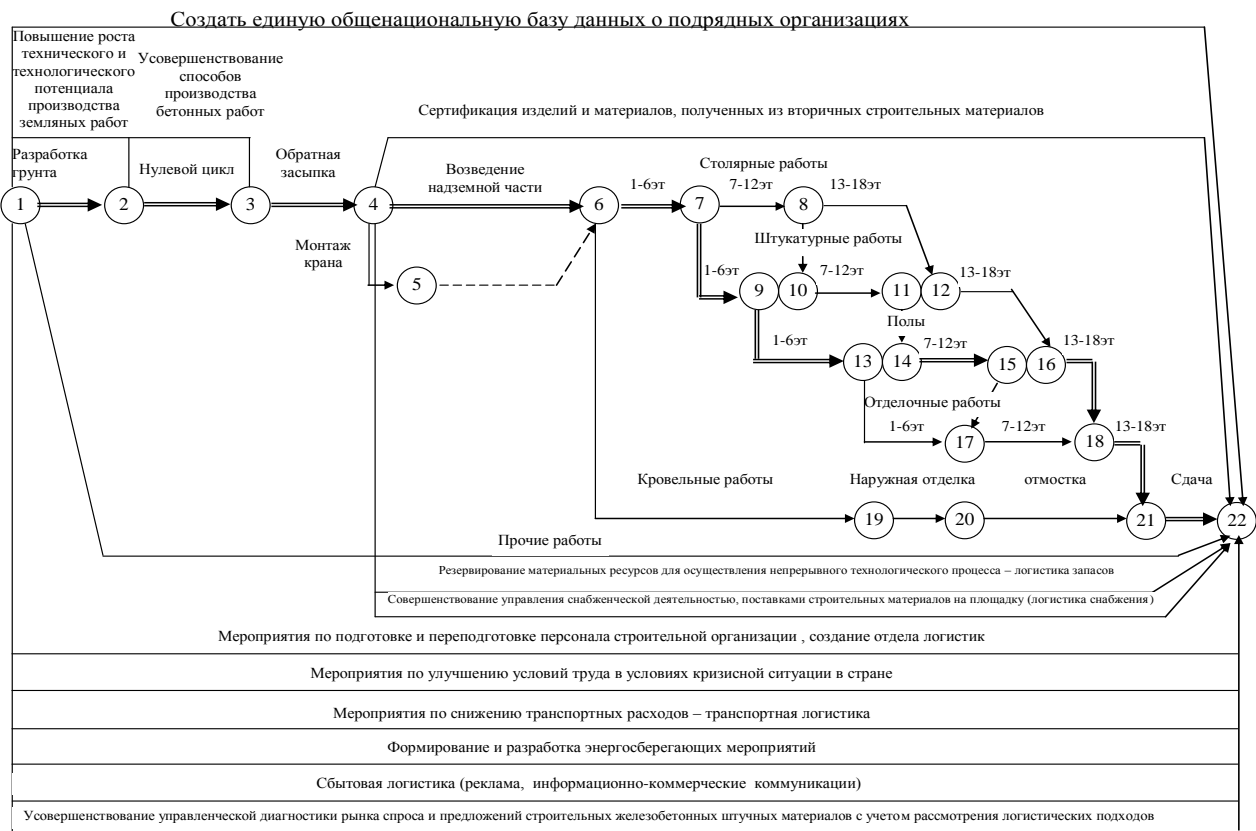 Создать единую общенациональную базу данных о подрядных организациях
Повышение роста
технического и
технологического
потенциала
производства
земляных работ
Усовершенствование
способов
производства
бетонных работ
Сертификация изделий и материалов, полученных из вторичных строительных материалов
Разработка
грунта
Нулевой цикл
Обратная
засыпка
Возведение
надземной части
Столярные работы
1-6эт
7-12эт
13-18эт
1
2
3
4
6
7
8
Монтаж
крана
5
Штукатурные работы
1-6эт
7-12эт
13-18эт
9
10
11
12
Полы
1-6эт
7-12эт
13-18эт
13
14
15
16
Отделочные работы
1-6эт
7-12эт
13-18эт
17
18
Кровельные работы
Наружная отделка
отмостка
Сдача
19
20
21
22
Прочие работы
Резервирование материальных ресурсов для осуществления непрерывного технологического процесса – логистика запасов
Совершенствование управления снабженческой деятельностью, поставками строительных материалов на площадку (логистика снабжения)
Мероприятия по подготовке и переподготовке персонала строительной организации , создание отдела логистик
Мероприятия по улучшению условий труда в условиях кризисной ситуации в стране
Мероприятия по снижению транспортных расходов – транспортная логистика
Формирование и разработка энергосберегающих мероприятий
Сбытовая логистика (реклама, информационно-коммерческие коммуникации)
Усовершенствование управленческой диагностики рынка спроса и предложений строительных железобетонных штучных материалов с учетом рассмотрения логистических подходов